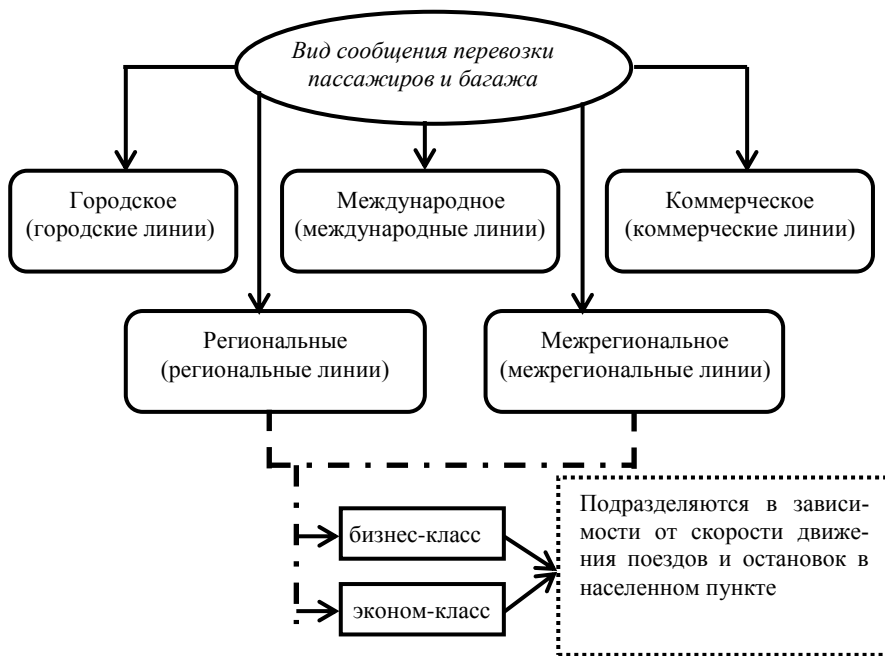 Вид сообщения перевозки
пассажиров и багажа
Городское
(городские линии)
Международное
(международные линии)
Коммерческое
(коммерческие линии)
Региональные
(региональные линии)
Межрегиональное
(межрегиональные линии)
бизнес-класс
эконом-класс
Подразделяются в зависи-
мости от скорости движе-
ния поездов и остановок в
населенном пункте